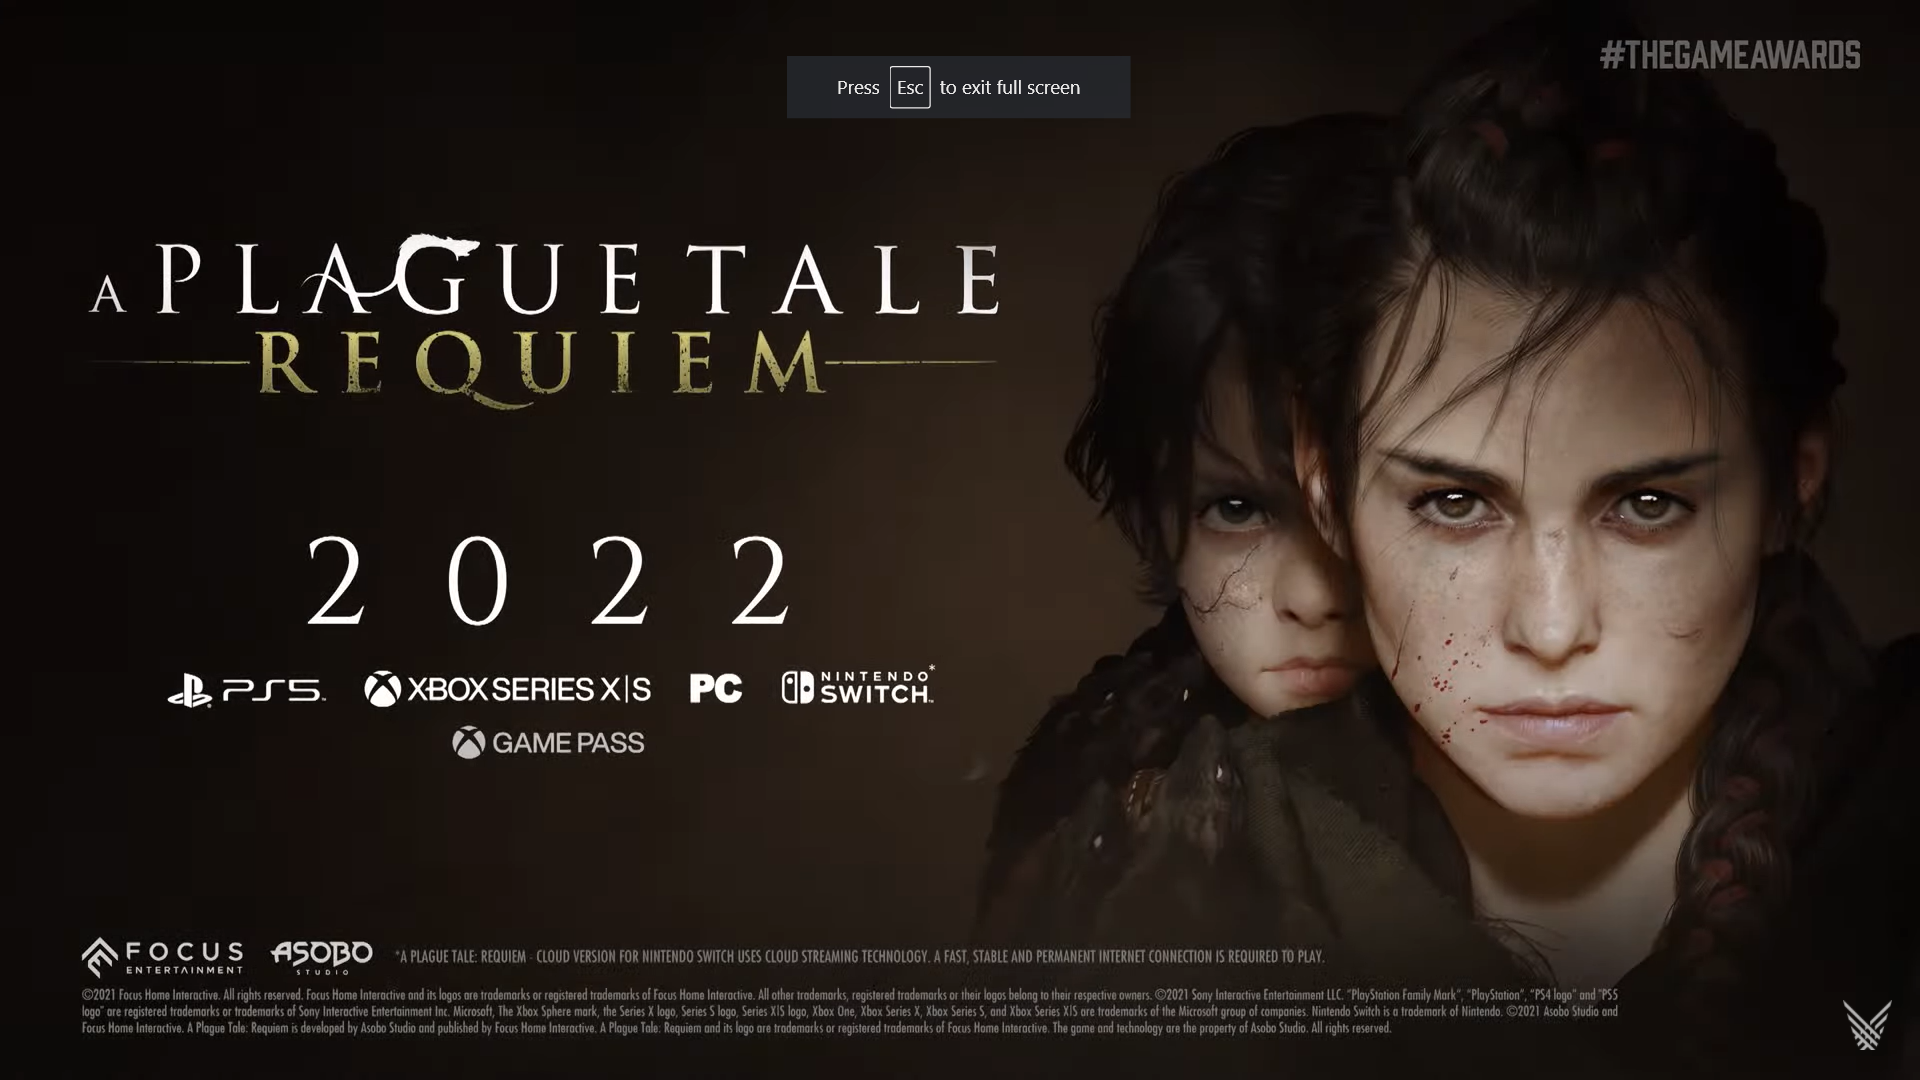 #THEGAMEAWARDS
Press Esc to exit full screen
A PLAGUE TALE
REQUIEM
2022
PS5 XBOX SERIES X|S PC NINTENDO SWITCH™*
GAME PASS
FOCUS ENTERTAINMENT ASOBO STUDIO *A PLAGUE TALE: REQUIEM - CLOUD VERSION FOR NINTENDO SWITCH USES CLOUD STREAMING TECHNOLOGY. A FAST, STABLE AND PERMANENT INTERNET CONNECTION IS REQUIRED TO PLAY.
©2021 Focus Home Interactive. All rights reserved. Focus Home Interactive and its logos are trademarks or registered trademarks of Focus Home Interactive. All other trademarks, registered trademarks or their logos belong to their respective owners. ©2021 Sony Interactive Entertainment LLC. "PlayStation Family Mark", "PlayStation", "PS4 logo" and "PS5
logo" are registered trademarks or trademarks of Sony Interactive Entertainment Inc. Microsoft, The Xbox Sphere mark, the Series X logo, Series S logo, Series X|S logo, Xbox One, Xbox Series X, Xbox Series S, and Xbox Series X|S are trademarks of the Microsoft group of companies. Nintendo Switch is a trademark of Nintendo. ©2021 Asobo Studio and
Focus Home Interactive. A Plague Tale: Requiem is developed by Asobo Studio and published by Focus Home Interactive. A Plague Tale: Requiem and its logo are trademarks or registered trademarks of Focus Home Interactive. The game and technology are the property of Asobo Studio. All rights reserved.